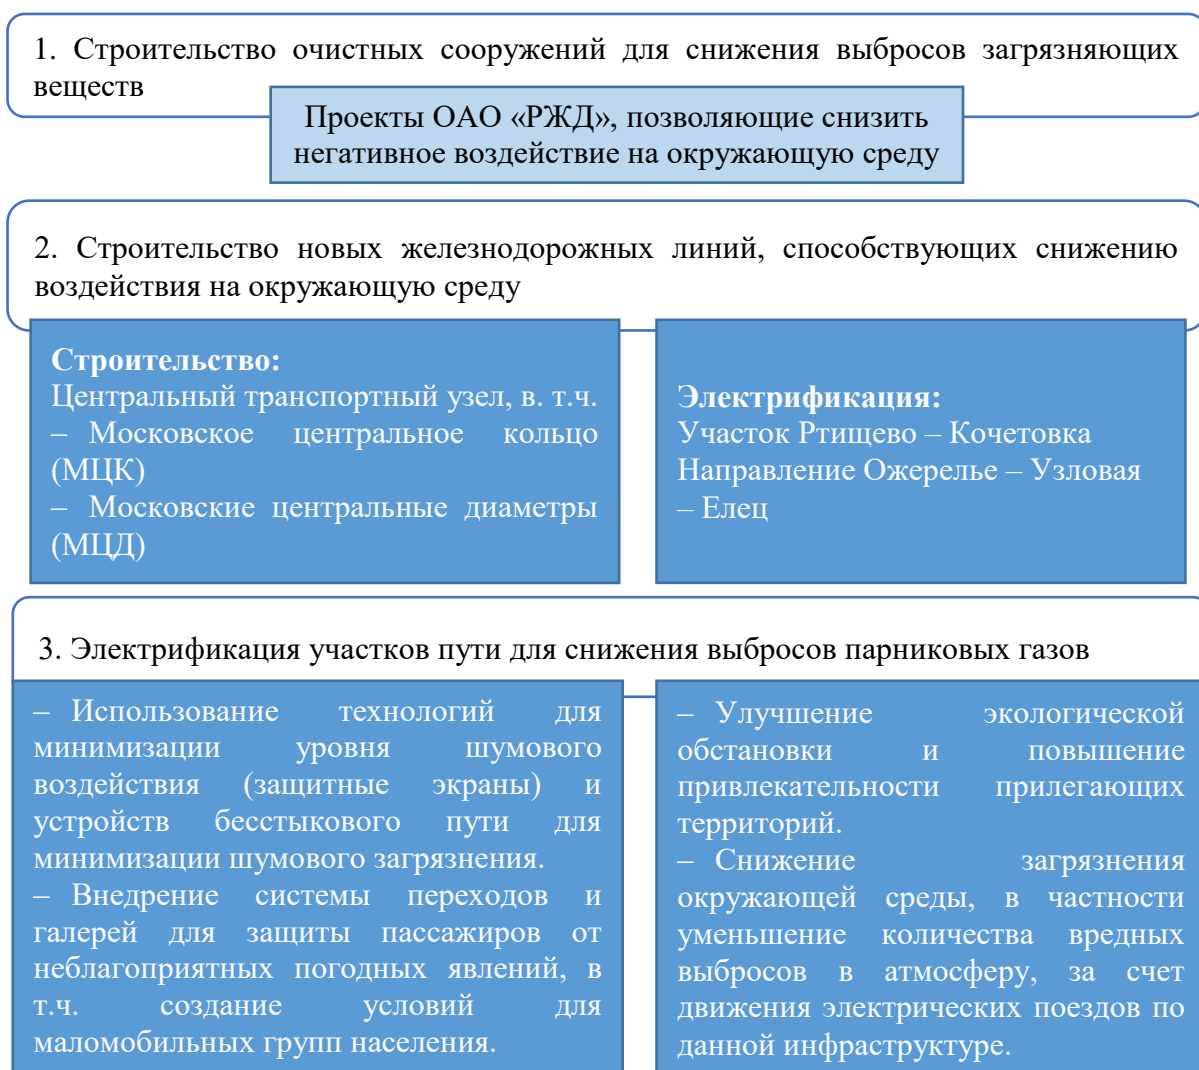 1. Строительство очистных сооружений для снижения выбросов загрязняющих
веществ
Проекты ОАО «РЖД», позволяющие снизить
негативное воздействие на окружающую среду
2. Строительство новых железнодорожных линий, способствующих снижению
воздействия на окружающую среду
Строительство:
Центральный транспортный узел, в. т.ч.
– Московское центральное кольцо
(МЦК)
– Московские центральные диаметры
(МЦД)
Электрификация:
Участок Ртищево – Кочетовка
Направление Ожерелье – Узловая
– Елец
3. Электрификация участков пути для снижения выбросов парниковых газов
– Использование технологий для
минимизации уровня шумового
воздействия (защитные экраны) и
устройств бесстыкового пути для
минимизации шумового загрязнения.
– Внедрение системы переходов и
галерей для защиты пассажиров от
неблагоприятных погодных явлений, в
т.ч. создание условий для
маломобильных групп населения.
– Улучшение экологической
обстановки и повышение
привлекательности прилегающих
территорий.
– Снижение загрязнения
окружающей среды, в частности
уменьшение количества вредных
выбросов в атмосферу, за счет
движения электрических поездов по
данной инфраструктуре.